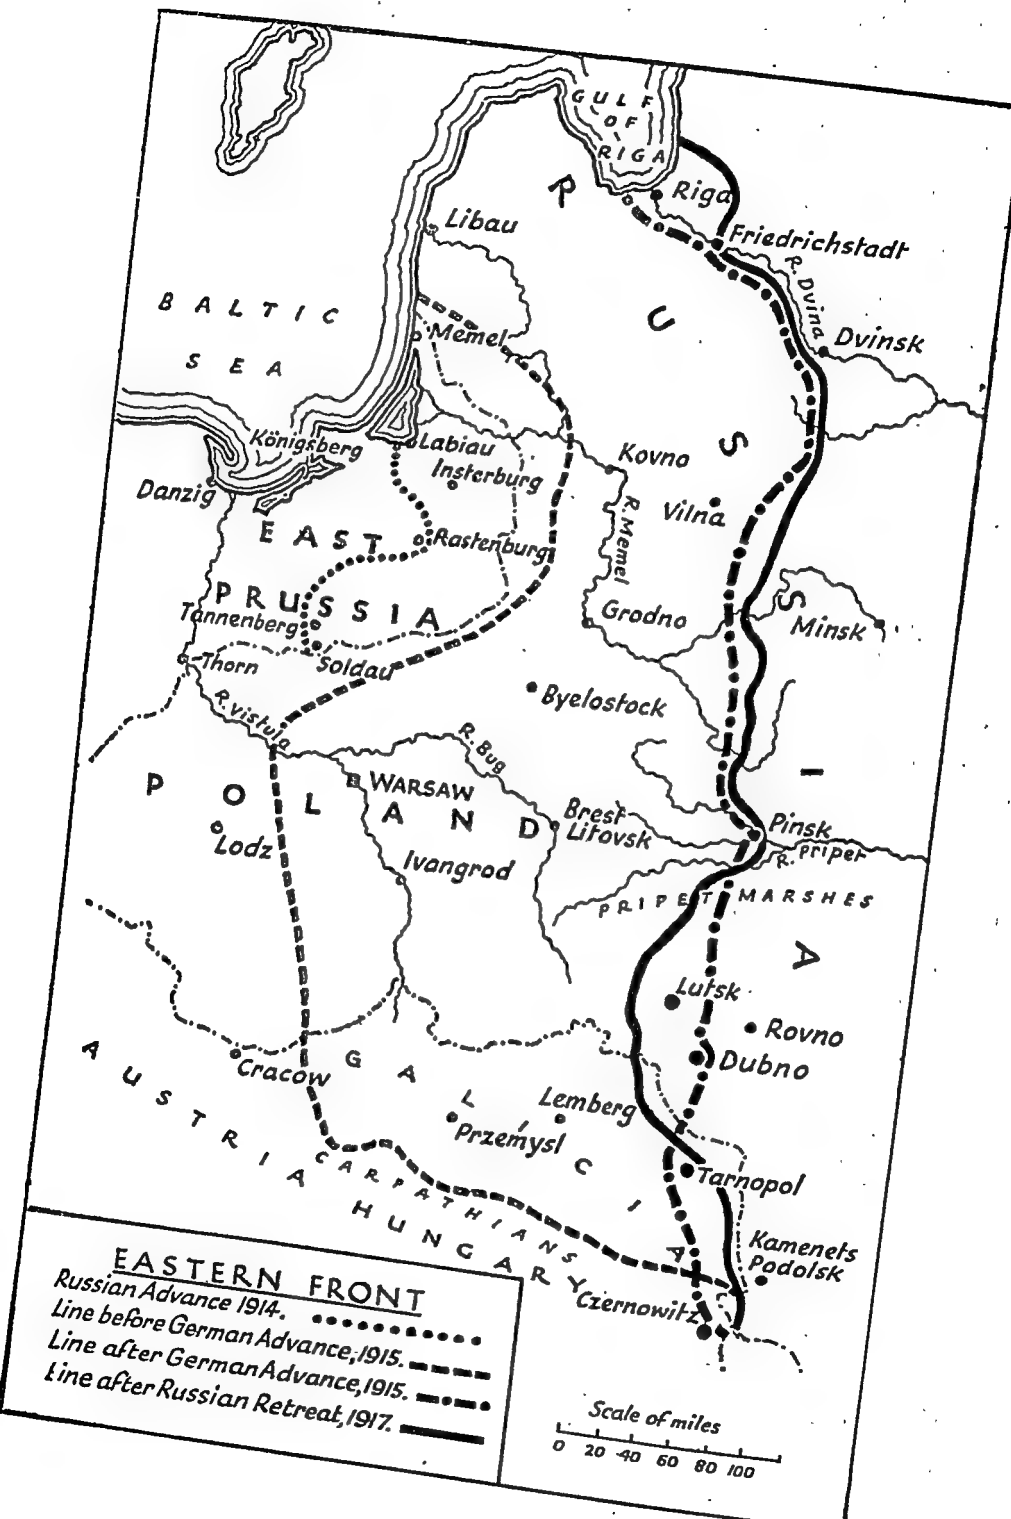 GULF
OF
RIGA
Riga
Friedrichstadt
R. Dvina
Dvinsk
Libau
BALTIC
SEA
Memel
RUSSIA
Königsberg
Labiau
Insterburg
Kovno
Vilna
R. Memel
Danzig
EAST
PRUSSIA
Rastenburg
Tannenberg
Soldau
Thorn
Grodno
Minsk
Byelostock
R. Vistula
R. Bug
POLAND
WARSAW
Lodz
Ivangrod
Brest
Litovsk
Pinsk
R. Pripet
PRIPET MARSHES
Lutsk
Rovno
Dubno
Cracow
GALICIA
Lemberg
Przemysl
Tarnopol
AUSTRIA HUNGARY
CARPATHIANS
Kamenets
Podolsk
Czernowitz
EASTERN FRONT
Russian Advance 1914.
Line before German Advance, 1915.
Line after German Advance, 1915.
Line after Russian Retreat, 1917.
Scale of miles
0 20 40 60 80 100